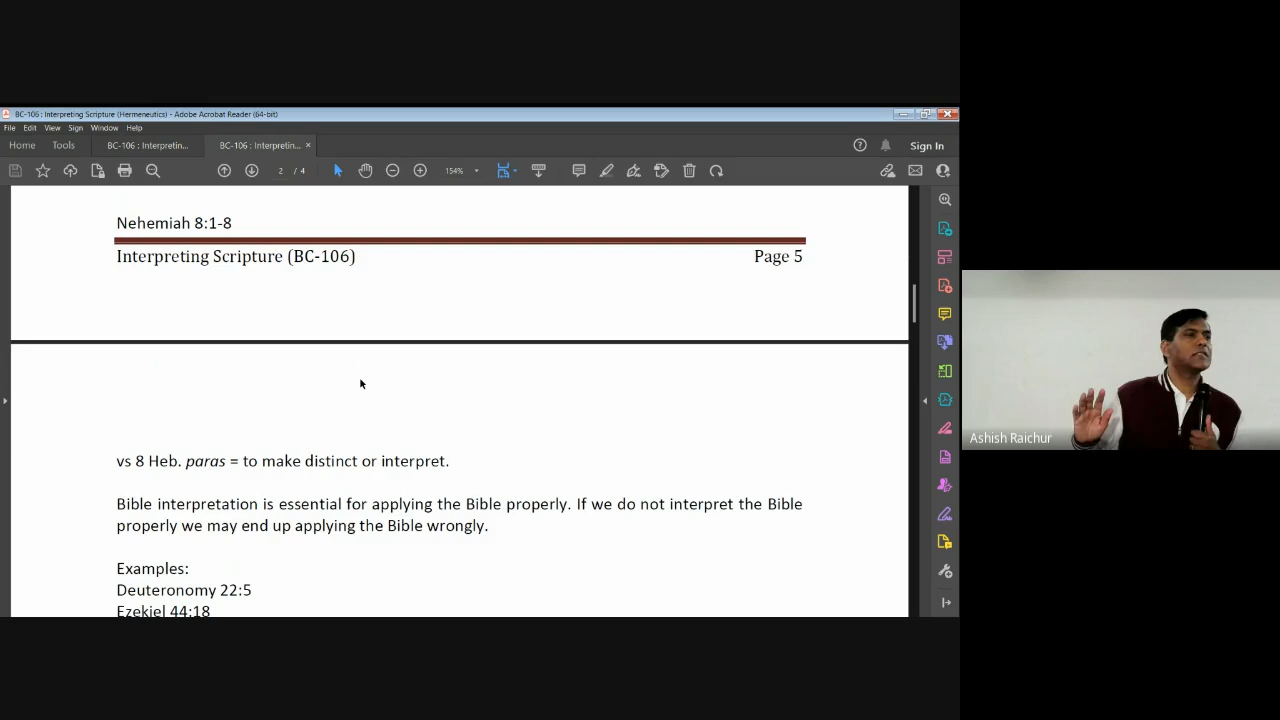 BC-106 : Interpreting Scripture (Hermeneutics) - Adobe Acrobat Reader (64-bit)
File Edit View Sign Window Help
Home Tools BC-106 : Interpretin... BC-106 : Interpretin... × Sign In
2 / 4 154%
Nehemiah 8:1-8
Interpreting Scripture (BC-106) Page 5
vs 8 Heb. paras = to make distinct or interpret.
Bible interpretation is essential for applying the Bible properly. If we do not interpret the Bible
properly we may end up applying the Bible wrongly.
Examples:
Deuteronomy 22:5
Ezekiel 44:18
Ashish Raichur